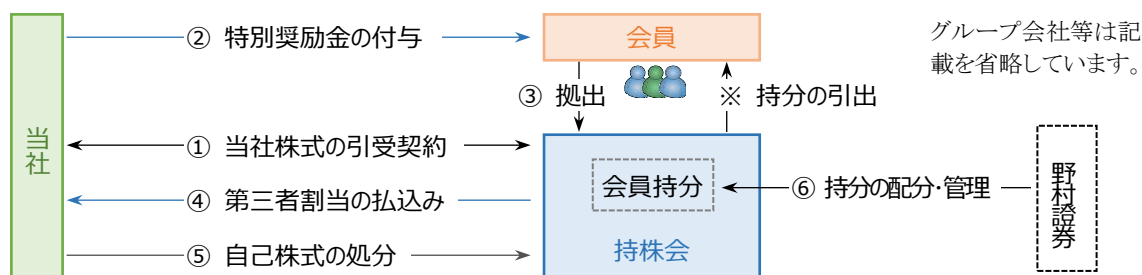 ② 特別奨励金の付与
会員
グループ会社等は記
載を省略しています。
③ 拠出
※ 持分の引出
当社
① 当社株式の引受契約
会員持分
⑥ 持分の配分・管理
野村證券
④ 第三者割当の払込み
⑤ 自己株式の処分
持株会